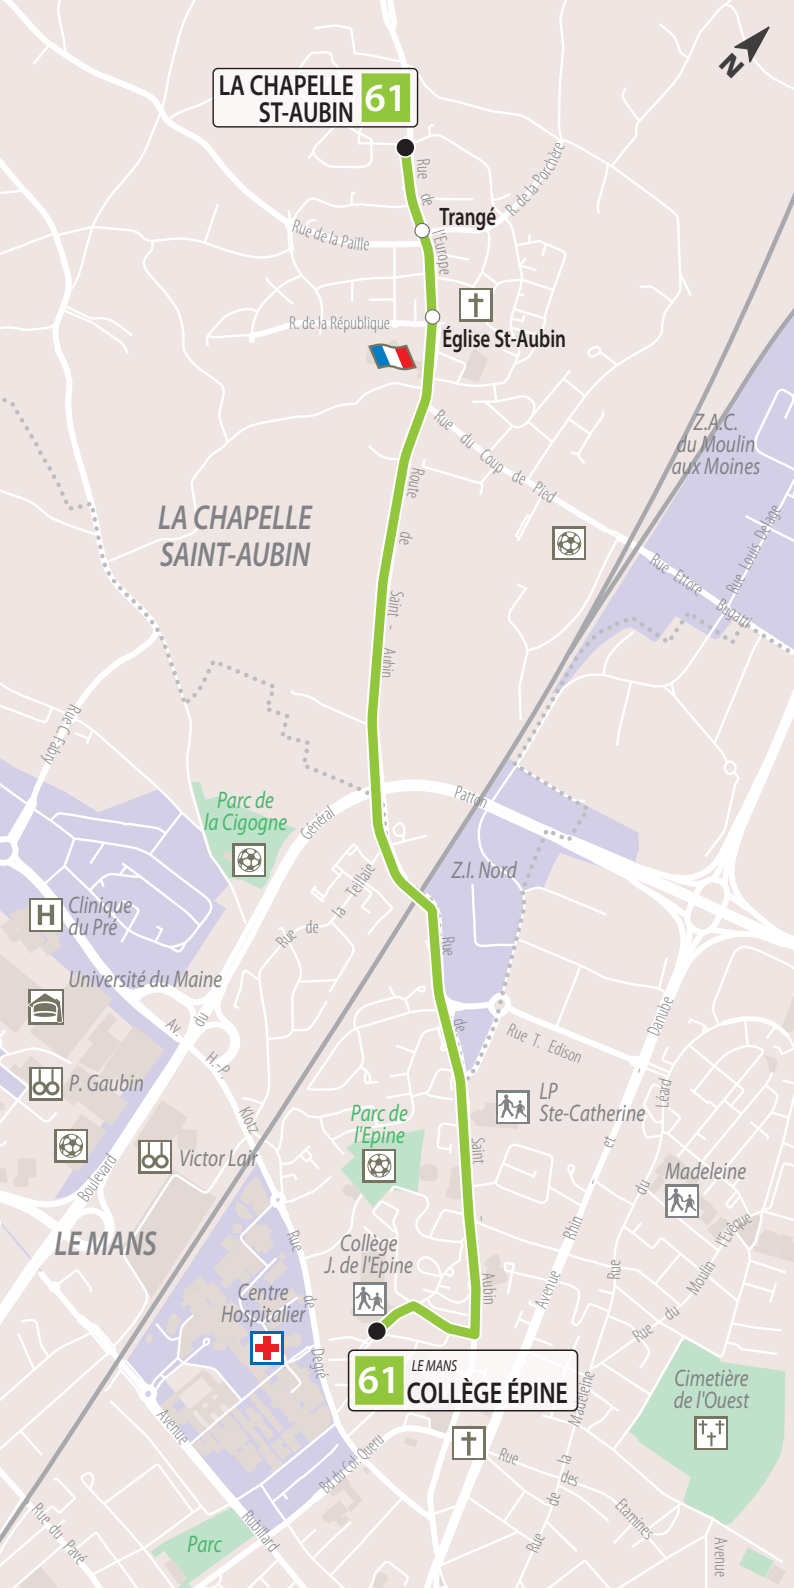 N
LA CHAPELLE
ST-AUBIN
61
Rue de l'Europe
Trangé
R. de la Porchère
Rue de la Paille
R. de la République
Église St-Aubin
Rue du Coup de Pied
Z.A.C.
du Moulin
aux Moines
Route de Saint - Aubin
LA CHAPELLE
SAINT-AUBIN
Rue Louis Delage
Rue Ettore Bugatti
Rue C. Fabry
Parc de
la Cigogne
Général
Patton
Z.I. Nord
Rue de la Teillaie
H
Clinique
du Pré
Université du Maine
Rue de Saint - Aubin
Rue T. Edison
Avenue Rhin - et Danube
Av. H.-P. Klotz
Boulevard du
P. Gaubin
Victor Lair
LP
Ste-Catherine
Parc de
l'Epine
Rue du Léard
Madeleine
Rue du Moulin l'Evêque
LE MANS
Collège
J. de l'Epine
Centre
Hospitalier
Rue de Degré
61
LE MANS
COLLÈGE ÉPINE
Cimetière
de l'Ouest
Avenue Rubillard
Bd du Col. Queru
Rue de la Madeleine
Rue des Etamines
Avenue
Rue du Pavé
Parc